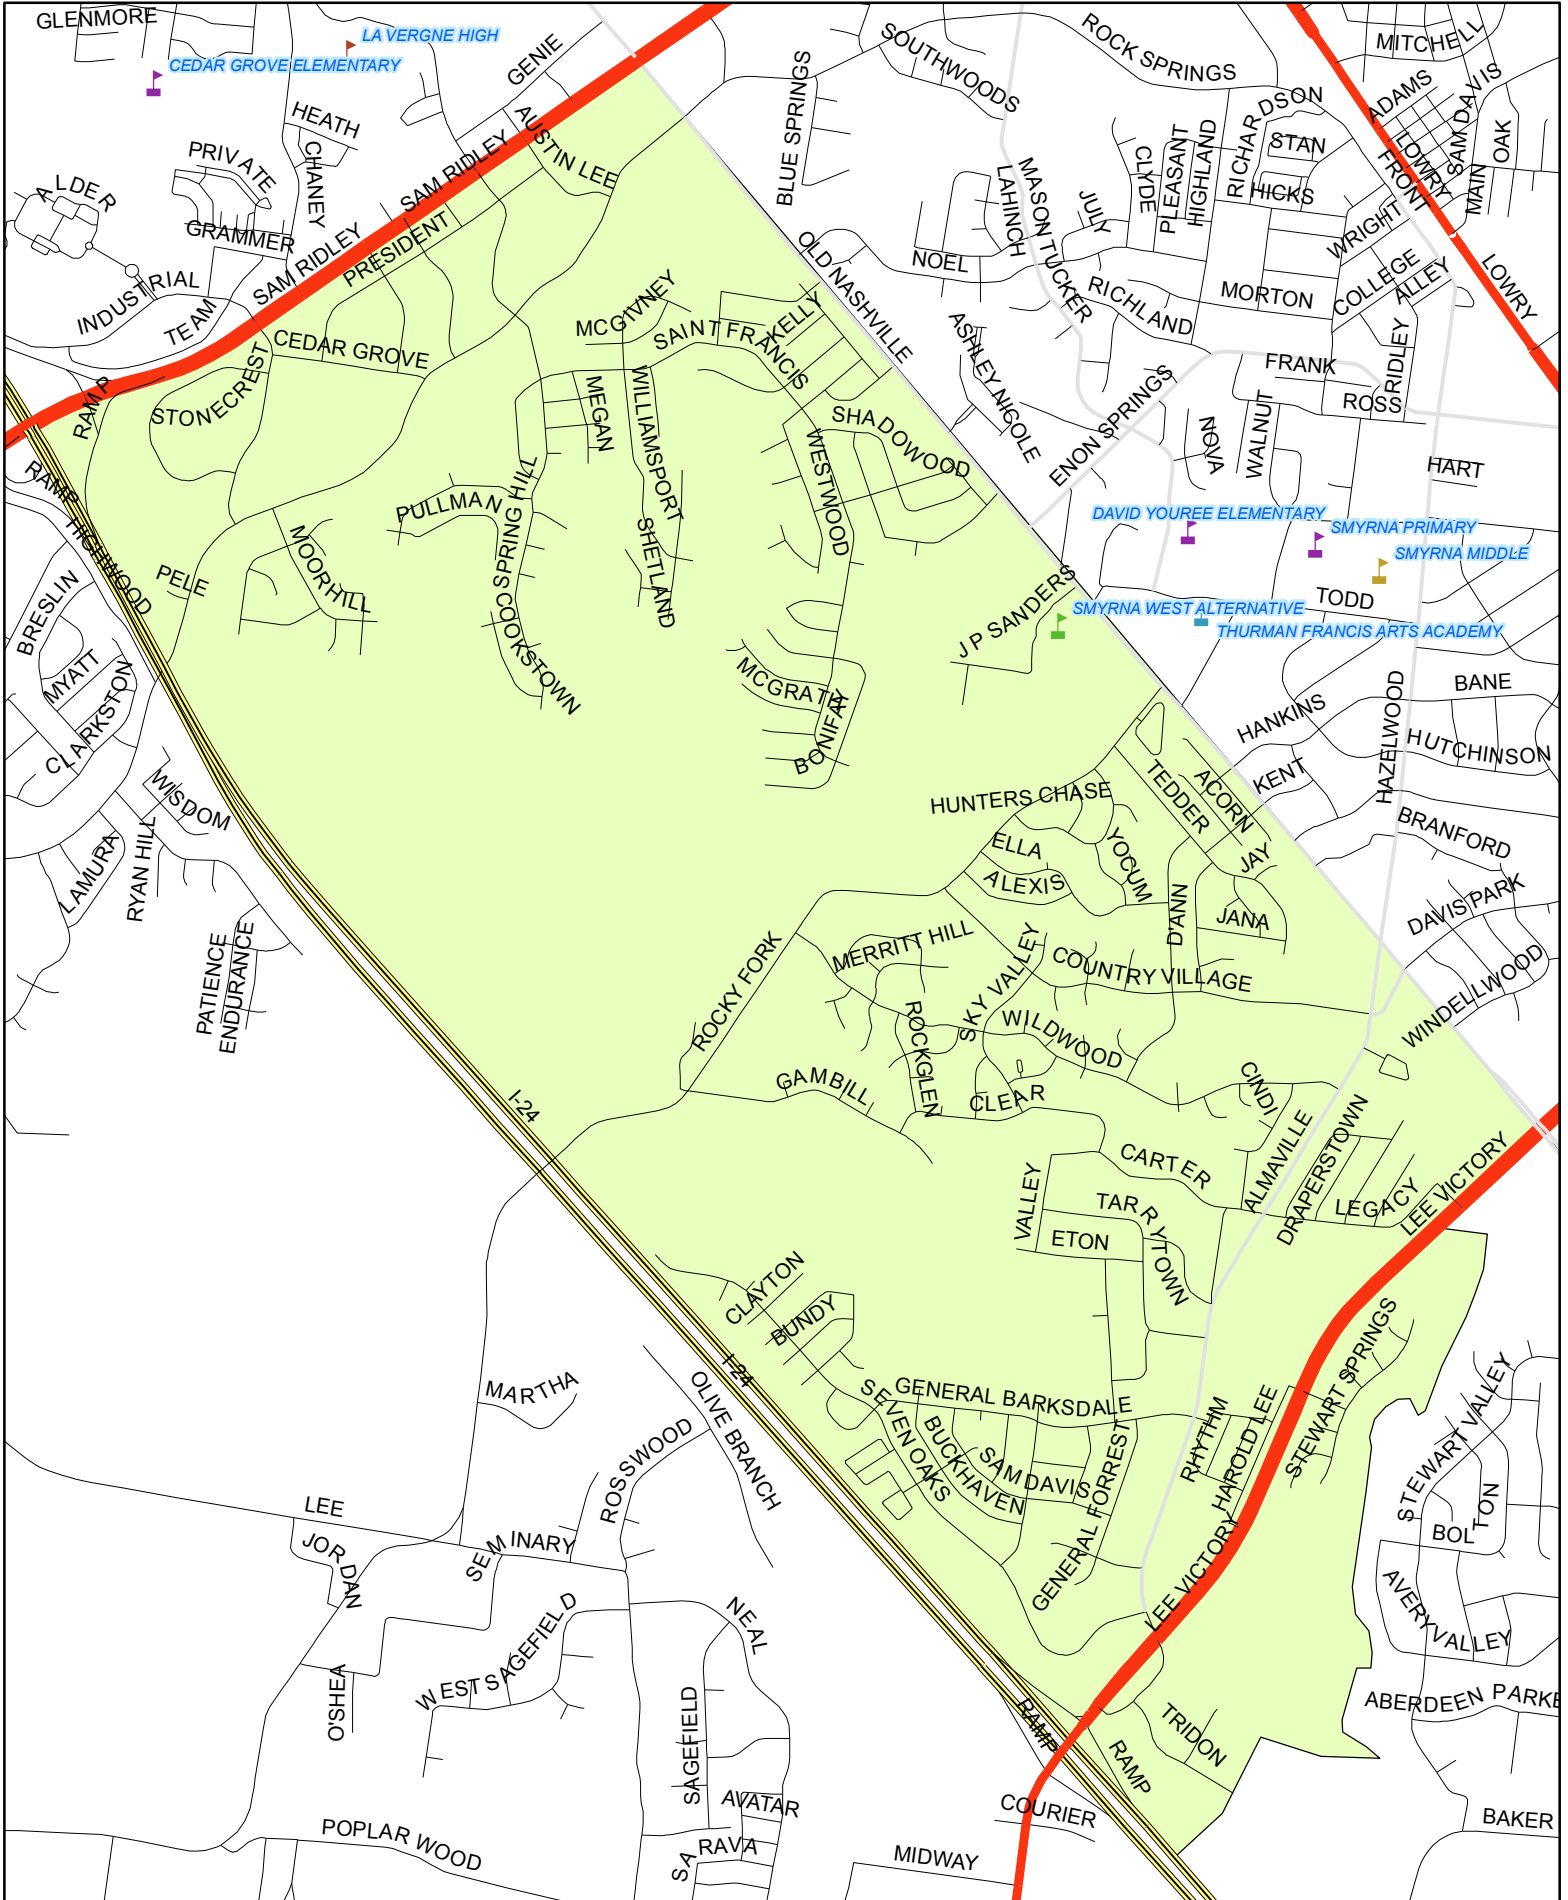 GLENMORE
LA VERGNE HIGH
CEDAR GROVE ELEMENTARY
GENIE
BLUE SPRINGS
SOUTHWOODS
ROCK SPRINGS
MITCHELL
ADAMS
SAM DAVIS
LOWRY
FRONT
OAK
MAIN
HEATH
PRIVATE
CHANEY
AUSTIN LEE
SAM RIDLEY
ALDER
GRAMMER
SAM RIDLEY
PRESIDENT
INDUSTRIAL
TEAM
RICHARDSON
STAN
HICKS
CLYDE
PLEASANT
HIGHLAND
LAHINCH
MASON TUCKER
JULY
WRIGHT
COLLEGE
ALLEY
LOWRY
NOEL
OLD NASHVILLE
RICHLAND
MORTON
MCGIVNEY
SAINT FRANCIS
KELLY
CEDAR GROVE
ASHLEY NICOLE
FRANK
RIDLEY
ROSS
RAMP
STONECREST
MEGAN
WILLIAMSPORT
SHADOWOOD
WESTWOOD
ENON SPRINGS
NOVA
WALNUT
HART
RAMP
HIGHWOOD
PULLMAN
SPRING HILL
SHETLAND
DAVID YOUREE ELEMENTARY
SMYRNA PRIMARY
SMYRNA MIDDLE
MOORHILL
PELE
COOKSTOWN
J P SANDERS
SMYRNA WEST ALTERNATIVE
TODD
THURMAN FRANCIS ARTS ACADEMY
BRESLIN
MYATT
CLARKSTON
MCGRATH
BONIFAY
HANKINS
HAZELWOOD
BANE
HUTCHINSON
KENT
WISDOM
RYAN HILL
LAMURA
HUNTERS CHASE
TEDDER
ACORN
BRANFORD
ELLA
ALEXIS
YOCUM
JAY
D'ANN
JANA
DAVIS PARK
WINDELLWOOD
PATIENCE
ENDURANCE
ROCKY FORK
MERRITT HILL
SKY VALLEY
COUNTRY VILLAGE
ROCKGLEN
WILDWOOD
I-24
GAMBILL
CLEAR
CINDI
ALMAVILLE
DRAPERSTOWN
CARTER
VALLEY
TARRYTOWN
ETON
LEGACY
LEE VICTORY
CLAYTON
BUNDY
I-24
OLIVE BRANCH
MARTHA
ROSSWOOD
GENERAL BARKSDALE
SEVEN OAKS
BUCKHAVEN
SAM DAVIS
GENERAL FORREST
RHYTHM
HAROLD LEE
STEWART SPRINGS
STEWART VALLEY
BOLTON
LEE
JORDAN
SEMINARY
LEE VICTORY
AVERY VALLEY
NEAL
WEST SAGEFIELD
O'SHEA
SAGEFIELD
ABERDEEN
PARKE
RAMP
TRIDON
RAMP
AVATAR
COURIER
BAKER
POPLAR WOOD
SA
RAVA
MIDWAY